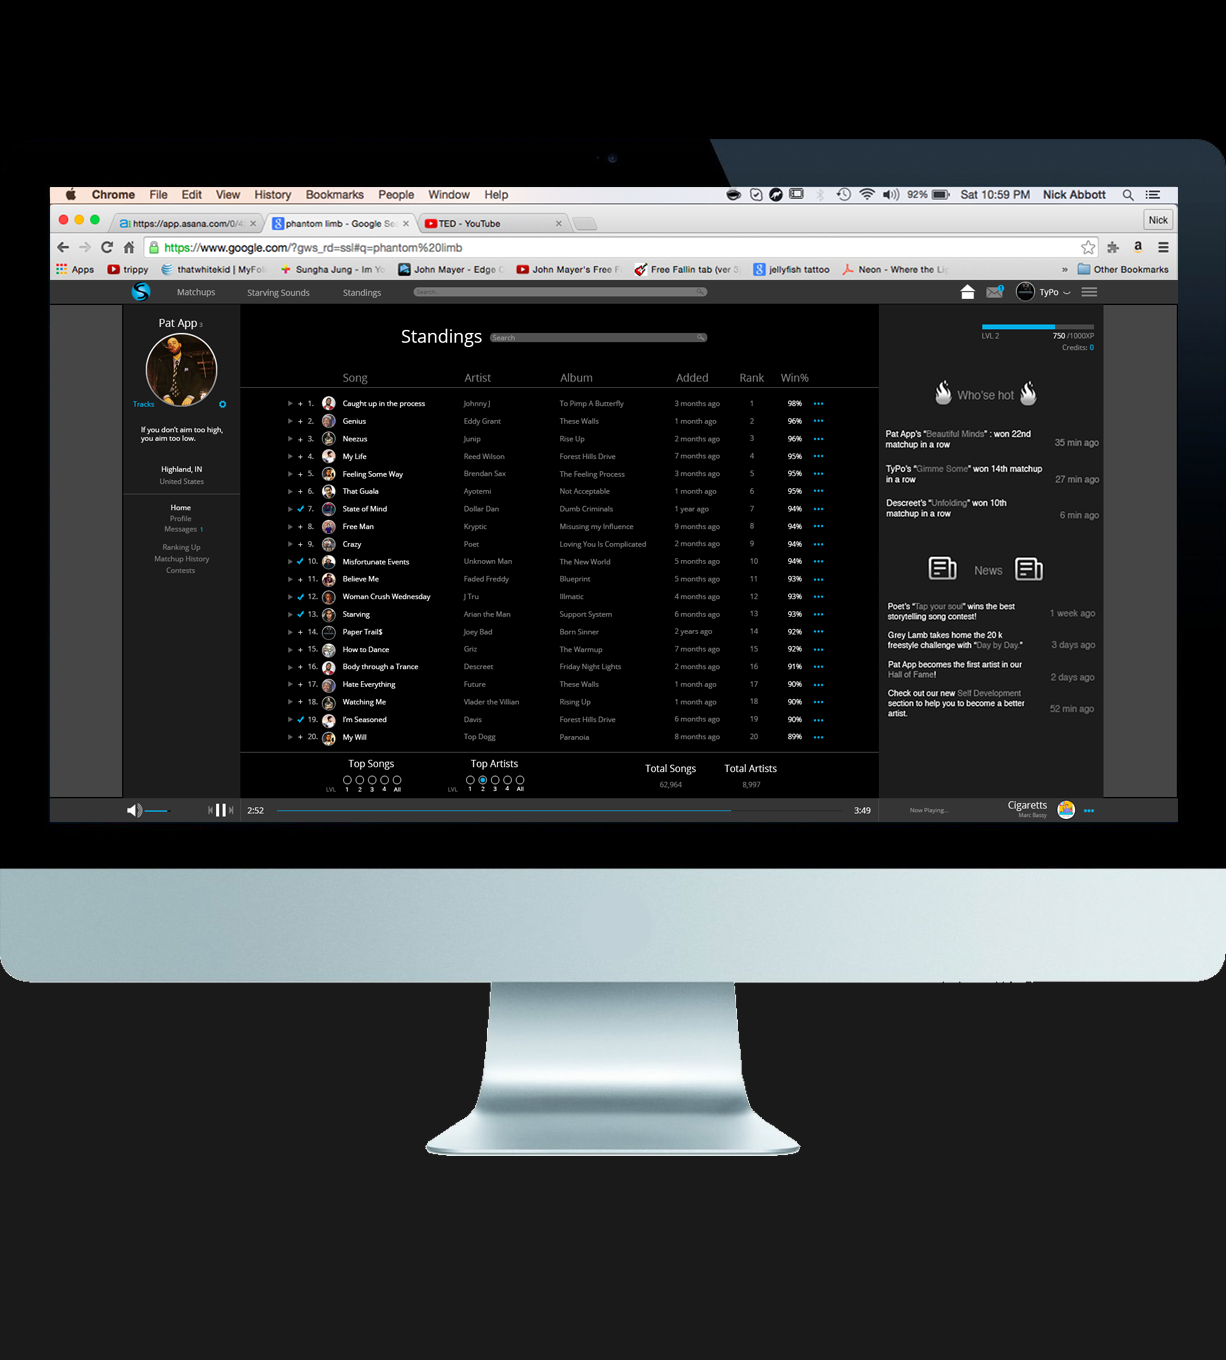 Chrome File Edit View History Bookmarks People Window Help 92% Sat 10:59 PM Nick Abbott
https://app.asana.com/0/4 phantom limb - Google Se TED - YouTube Nick
https://www.google.com/?gws_rd=ssl#q=phantom%20limb
Apps trippy thatwhitekid | MyFo Sungha Jung - Im Yo John Mayer - Edge O John Mayer's Free F Free Fallin tab (ver 3 jellyfish tattoo Neon - Where the Li » Other Bookmarks
Matchups Starving Sounds Standings Search... 1 TyPo
Pat App 3
Tracks
If you don't aim too high,
you aim too low.
Highland, IN
United States
Home
Profile
Messages 1
Ranking Up
Matchup History
Contests
Standings Search
Song Artist Album Added Rank Win%
+ 1. Caught up in the process Johnny J To Pimp A Butterfly 3 months ago 1 98%
+ 2. Genius Eddy Grant These Walls 1 month ago 2 96%
+ 3. Neezus Junip Rise Up 2 months ago 3 96%
+ 4. My Life Reed Wilson Forest Hills Drive 7 months ago 4 95%
+ 5. Feeling Some Way Brendan Sax The Feeling Process 3 months ago 5 95%
+ 6. That Guala Ayotemi Not Acceptable 1 month ago 6 95%
7. State of Mind Dollar Dan Dumb Criminals 1 year ago 7 94%
+ 8. Free Man Kryptic Misusing my Influence 9 months ago 8 94%
+ 9. Crazy Poet Loving You Is Complicated 2 months ago 9 94%
10. Misfortunate Events Unknown Man The New World 5 months ago 10 94%
+ 11. Believe Me Faded Freddy Blueprint 5 months ago 11 93%
12. Woman Crush Wednesday J Tru Illmatic 4 months ago 12 93%
13. Starving Arian the Man Support System 6 months ago 13 93%
+ 14. Paper Trail$ Joey Bad Born Sinner 2 years ago 14 92%
+ 15. How to Dance Griz The Warmup 7 months ago 15 92%
+ 16. Body through a Trance Descreet Friday Night Lights 2 months ago 16 91%
+ 17. Hate Everything Future These Walls 1 month ago 17 90%
+ 18. Watching Me Vlader the Villian Rising Up 1 month ago 18 90%
19. I'm Seasoned Davis Forest Hills Drive 6 months ago 19 90%
+ 20. My Will Top Dogg Paranoia 8 months ago 20 89%
Top Songs Top Artists Total Songs Total Artists
LVL 1 2 3 4 All LVL 1 2 3 4 All 62,964 8,997
LVL 2 750 /1000XP
Credits: 0
Who'se hot
Pat App's "Beautiful Minds" : won 22nd
matchup in a row 35 min ago
TyPo's "Gimme Some" won 14th matchup
in a row 27 min ago
Descreet's "Unfolding" won 10th
matchup in a row 6 min ago
News
Poet's "Tap your soul" wins the best
storytelling song contest! 1 week ago
Grey Lamb takes home the 20 k
freestyle challenge with "Day by Day." 3 days ago
Pat App becomes the first artist in our
Hall of Fame! 2 days ago
Check out our new Self Development
section to help you to become a better
artist. 52 min ago
2:52 3:49 Now Playing... Cigaretts
Marc Bassy